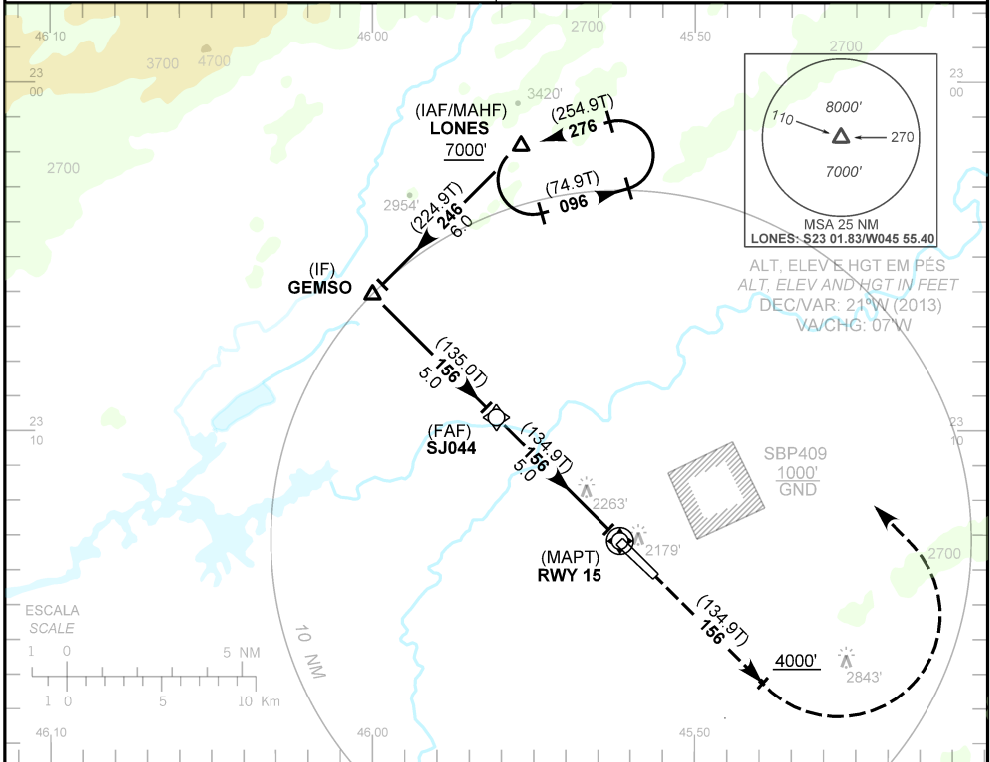 46 10
46 00
2700
45 50
2700
3700
4700
23
00
23
00
3420'
(IAF/MAHF)
LONES
7000'
(254.9T)
276
(74.9T)
096
8000'
110
270
7000'
MSA 25 NM
LONES: S23 01.83/W045 55.40
2700
2954'
(224.9T)
246
6.0
ALT, ELEV E HGT EM PÉS
ALT, ELEV AND HGT IN FEET
DEC/VAR: 21ºW (2013)
VA/CHG: 07'W
(IF)
GEMSO
(135.0T)
156
5.0
(FAF)
SJ044
(134.9T)
156
5.0
23
10
23
10
SBP409
1000'
GND
2263'
2179'
(MAPT)
RWY 15
2700
(134.9T)
156
4000'
2843'
10 NM
ESCALA
SCALE
1 0 5 NM
1 0 5 10 Km
46 10
46 00
45 50